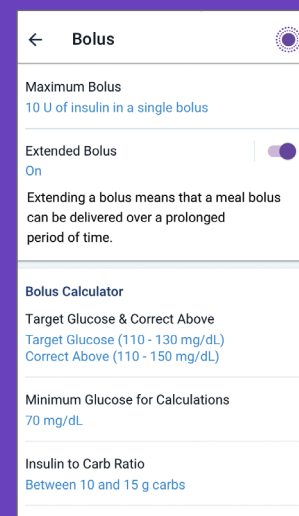 Bolus
Maximum Bolus
10 U of insulin in a single bolus
Extended Bolus
On
Extending a bolus means that a meal bolus
can be delivered over a prolonged
period of time.
Bolus Calculator
Target Glucose & Correct Above
Target Glucose (110 - 130 mg/dL)
Correct Above (110 - 150 mg/dL)
Minimum Glucose for Calculations
70 mg/dL
Insulin to Carb Ratio
Between 10 and 15 g carbs